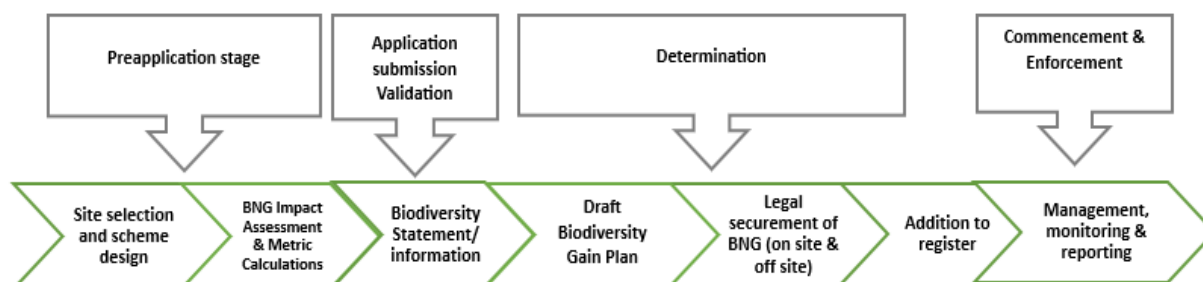 Preapplication stage
Application
submission
Validation
Determination
Commencement &
Enforcement
Site selection
and scheme
design
BNG Impact
Assessment
& Metric
Calculations
Biodiversity
Statement/
information
Draft
Biodiversity
Gain Plan
Legal
securement of
BNG (on site &
off site)
Addition to
register
Management,
monitoring &
reporting